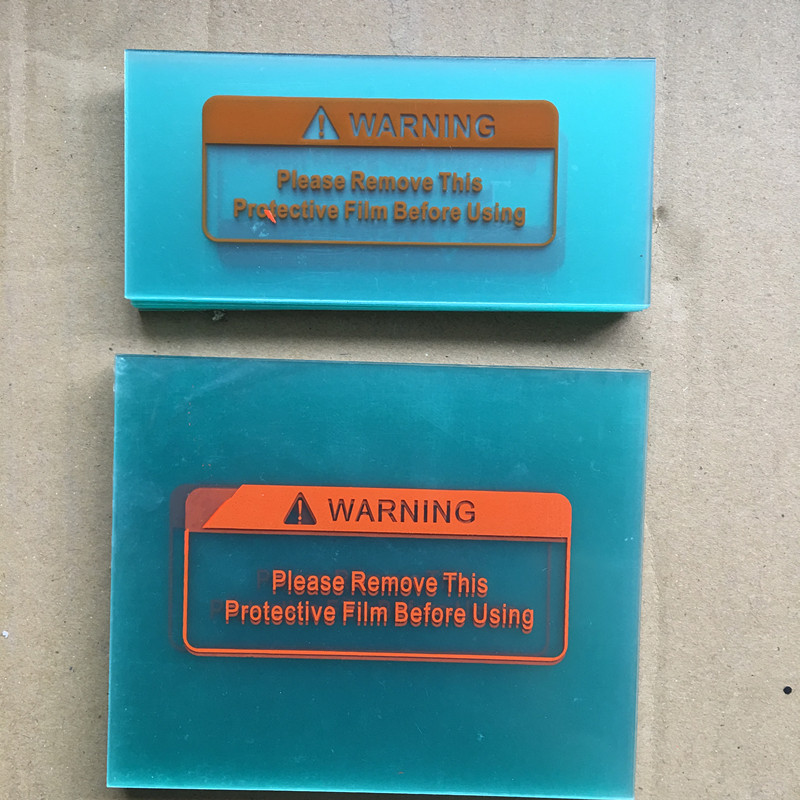 WARNING
Please Remove This
Protective Film Before Using
WARNING
Please Remove This
Protective Film Before Using